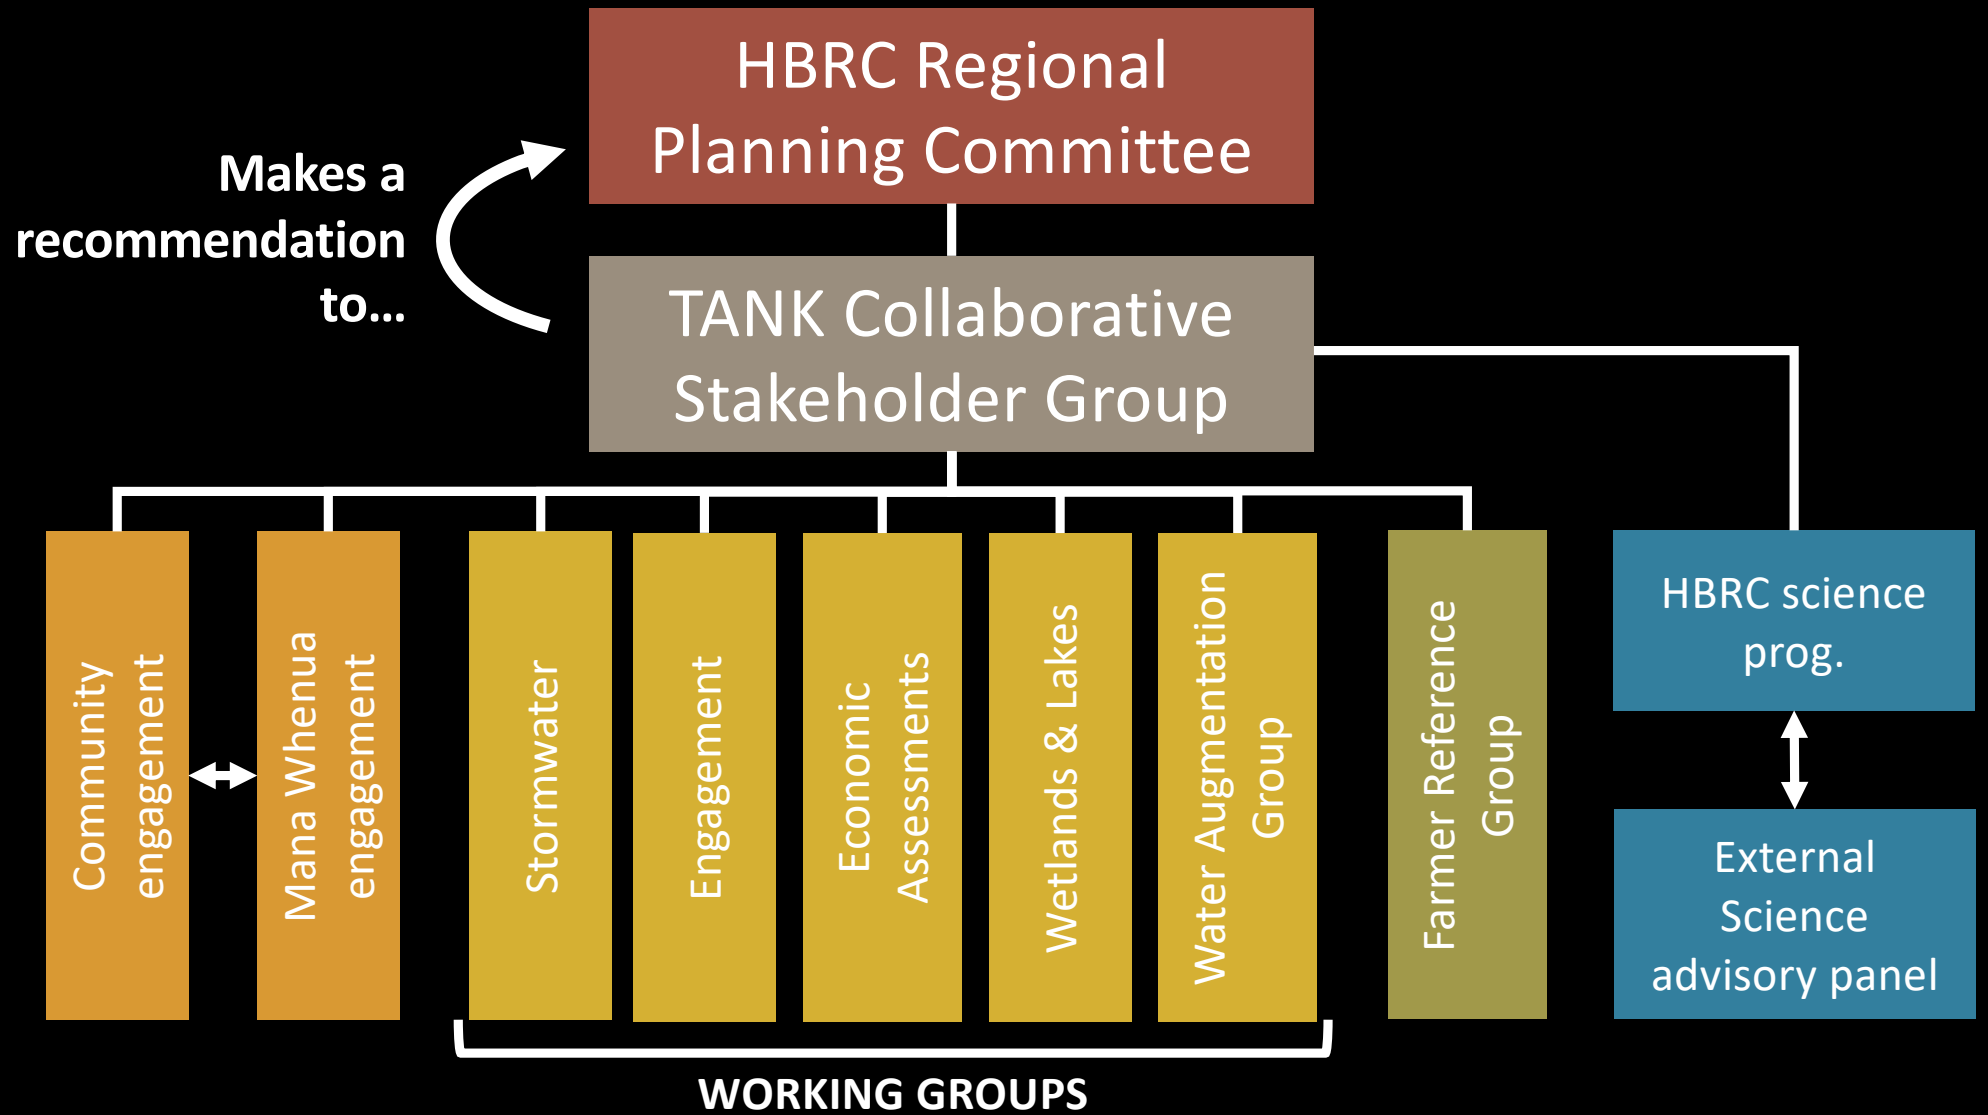 HBRC Regional
Planning Committee
Makes a
recommendation
to...
TANK Collaborative
Stakeholder Group
Community
engagement
Mana Whenua
engagement
Stormwater
Engagement
Economic
Assessments
Wetlands & Lakes
Water Augmentation
Group
Farmer Reference
Group
HBRC science
prog.
External
Science
advisory panel
WORKING GROUPS